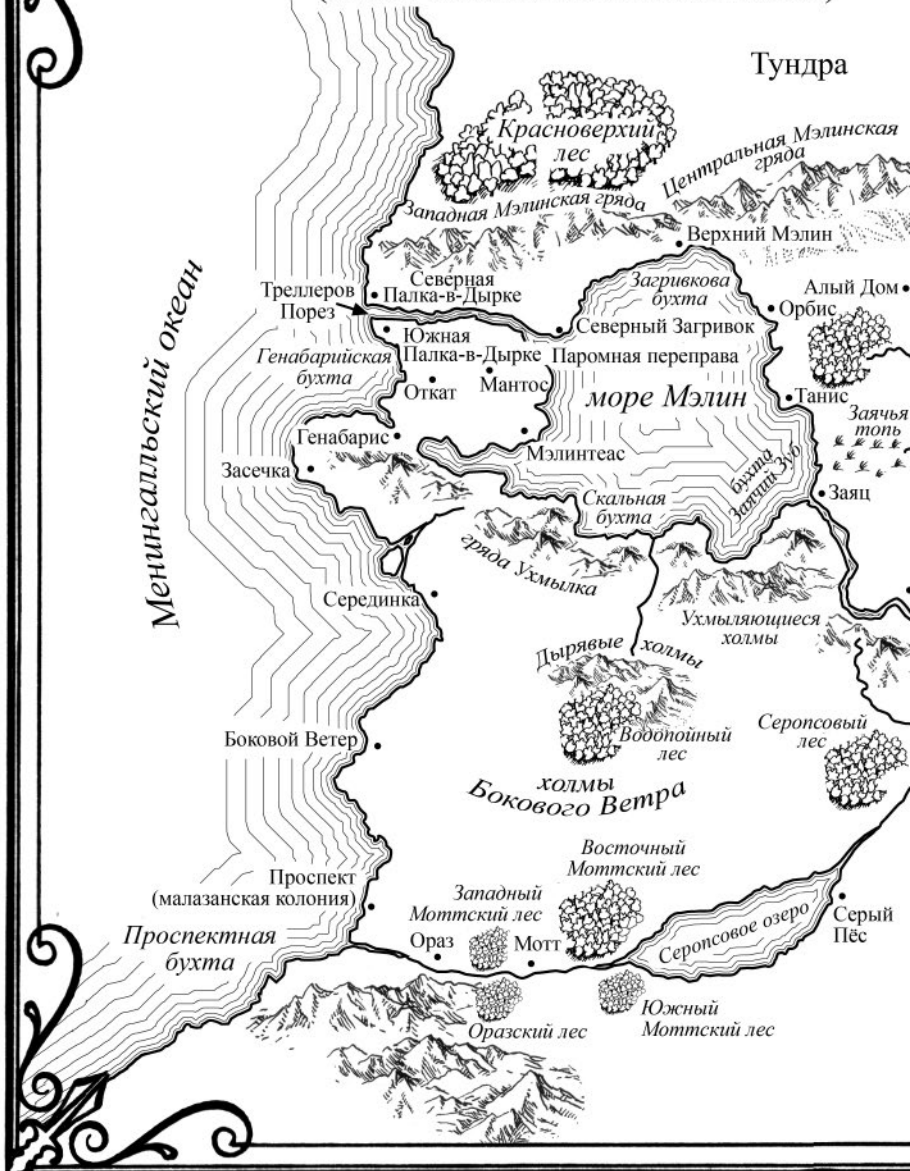 Тундра
Красноверхий
лес
Центральная Мэлинская
гряда
Западная Мэлинская гряда
Верхний Мэлин
Менингалльский океан
Треллеров
Порез
Северная
Палка-в-Дырке
Загривкова
бухта
Алый Дом
Орбис
Северный Загривок
Южная
Палка-в-Дырке
Паромная переправа
Генабарийская
бухта
Откат
Мантос
море Мэлин
Танис
Заячья
топь
Генабарис
Мэлинтеас
Засечка
бухта
Заячий Зуб
Скальная
бухта
Заяц
гряда Ухмылка
Серединка
Ухмыляющиеся
холмы
Дырявые холмы
Водопойный
лес
Серопсовый
лес
Боковой Ветер
холмы
Бокового Ветра
Восточный
Моттский лес
Проспект
(малазанская колония)
Западный
Моттский лес
Проспектная
бухта
Ораз
Мотт
Серопсовое озеро
Серый
Пёс
Оразский лес
Южный
Моттский лес